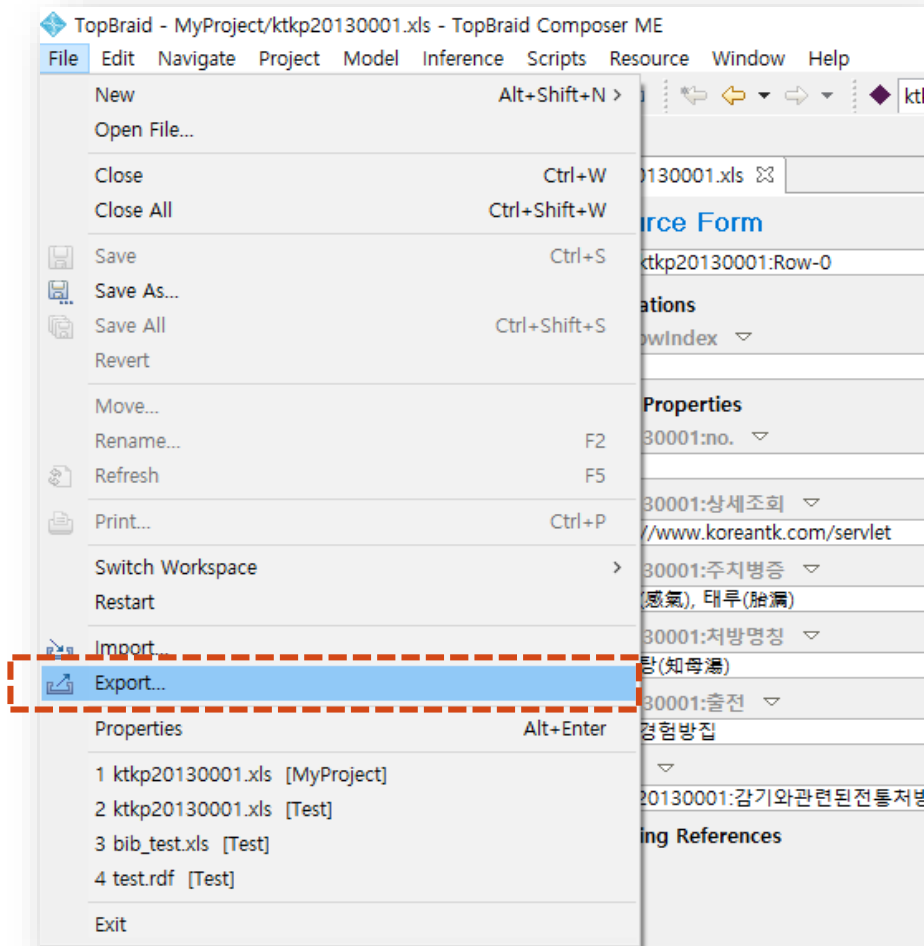 TopBraid - MyProject/ktkp20130001.xls - TopBraid Composer ME
File Edit Navigate Project Model Inference Scripts Resource Window Help
New Alt+Shift+N >
Open File...
Close Ctrl+W
Close All Ctrl+Shift+W
Save Ctrl+S
Save As...
Save All Ctrl+Shift+S
Revert
Move...
Rename... F2
Refresh F5
Print... Ctrl+P
Switch Workspace >
Restart
Import...
Export...
Properties Alt+Enter
1 ktkp20130001.xls [MyProject]
2 ktkp20130001.xls [Test]
3 bib_test.xls [Test]
4 test.rdf [Test]
Exit
0130001.xls
Form
ktkp20130001:Row-0
Properties
30001:no.
30001:상세조회
//www.koreantk.com/servlet
30001:주치병증
(感氣), 태루(胎漏)
30001:처방명칭
탕(知母湯)
30001:출전
경험방집
20130001:감기와관련된전통처방
References